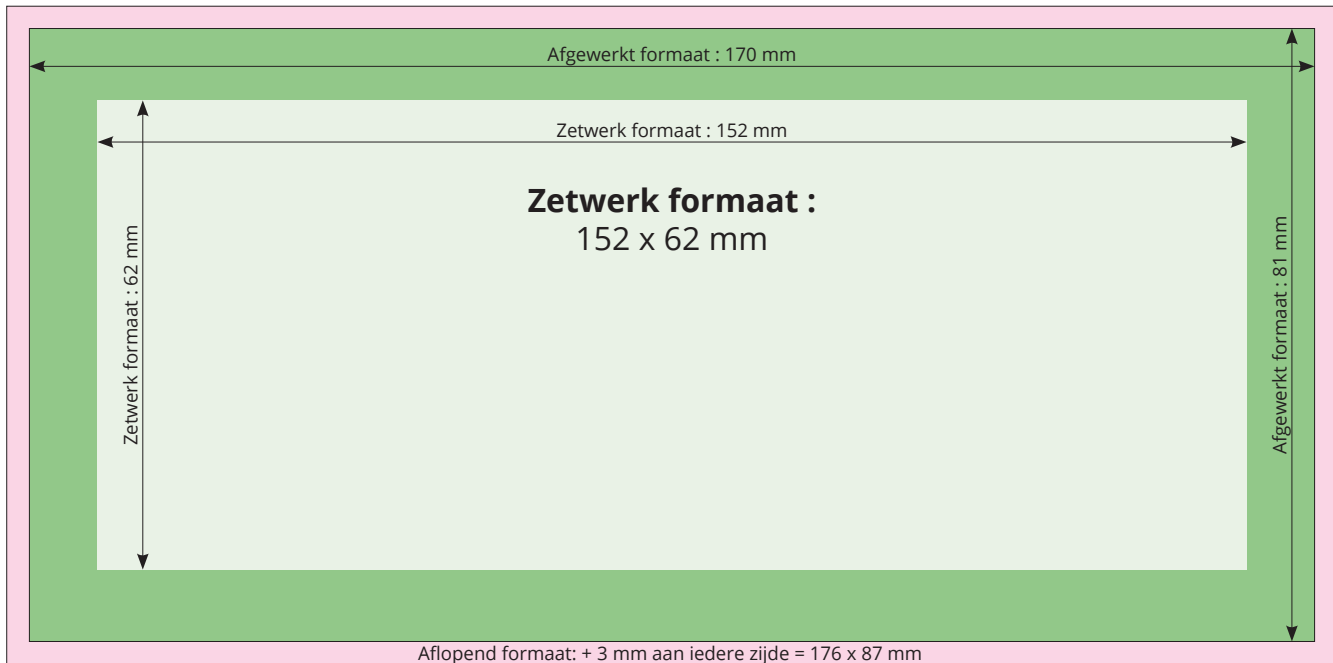 Afgewerkt formaat : 170 mm
Zetwerk formaat : 152 mm
Zetwerk formaat :
152 x 62 mm
Zetwerk formaat : 62 mm
Afgewerkt formaat : 81 mm
Aflopend formaat: + 3 mm aan iedere zijde = 176 x 87 mm